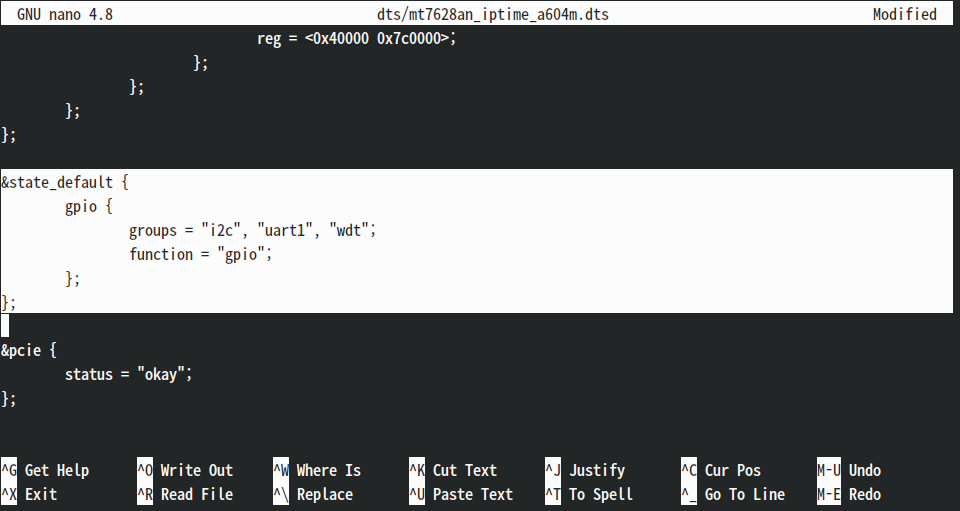 GNU nano 4.8 dts/mt7628an_iptime_a604m.dts Modified
reg = <0x40000 0x7c0000>;
};
};
};
};
&state_default {
gpio {
groups = "i2c", "uart1", "wdt";
function = "gpio";
};
};
&pcie {
status = "okay";
};
^G Get Help ^O Write Out ^W Where Is ^K Cut Text ^J Justify ^C Cur Pos M-U Undo
^X Exit ^R Read File ^\ Replace ^U Paste Text ^T To Spell ^_ Go To Line M-E Redo